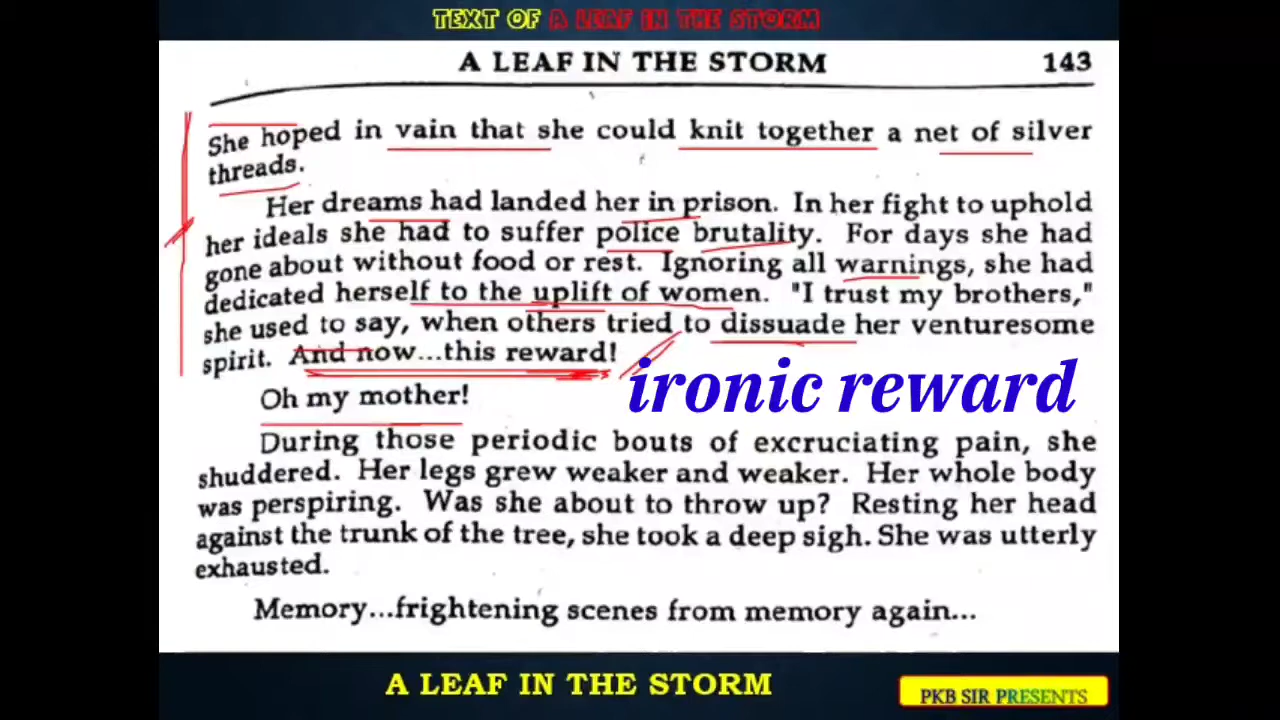 TEXT OF A LEAF IN THE STORM
A LEAF IN THE STORM 143
She hoped in vain that she could knit together a net of silver
threads.
Her dreams had landed her in prison. In her fight to uphold
her ideals she had to suffer police brutality. For days she had
gone about without food or rest. Ignoring all warnings, she had
dedicated herself to the uplift of women. "I trust my brothers,"
she used to say, when others tried to dissuade her venturesome
spirit. And now...this reward!
ironic reward
Oh my mother!
During those periodic bouts of excruciating pain, she
shuddered. Her legs grew weaker and weaker. Her whole body
was perspiring. Was she about to throw up? Resting her head
against the trunk of the tree, she took a deep sigh. She was utterly
exhausted.
Memory...frightening scenes from memory again...
A LEAF IN THE STORM
PKB SIR PRESENTS